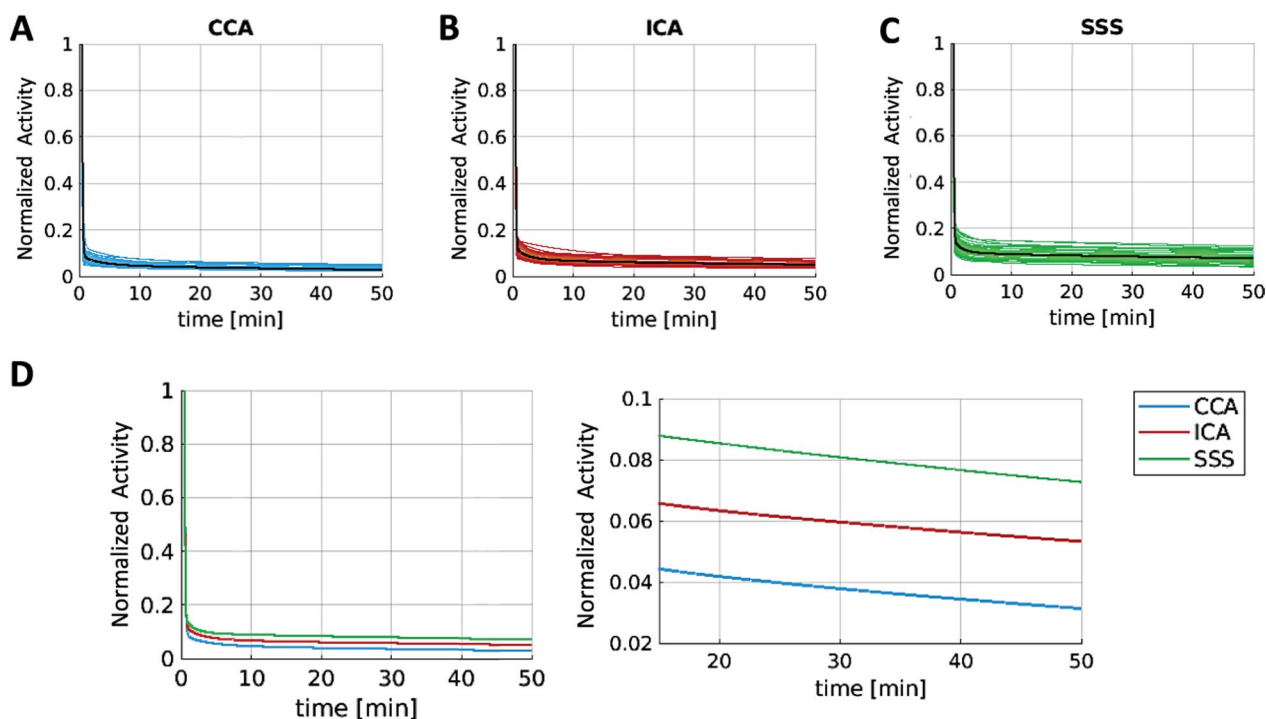 A
CCA
B
ICA
C
SSS
Normalized Activity
1
0.8
0.6
0.4
0.2
0
0 10 20 30 40 50
time [min]
Normalized Activity
1
0.8
0.6
0.4
0.2
0
0 10 20 30 40 50
time [min]
Normalized Activity
1
0.8
0.6
0.4
0.2
0
0 10 20 30 40 50
time [min]
D
Normalized Activity
1
0.8
0.6
0.4
0.2
0
0 10 20 30 40 50
time [min]
Normalized Activity
0.1
0.08
0.06
0.04
0.02
20 30 40 50
time [min]
CCA
ICA
SSS